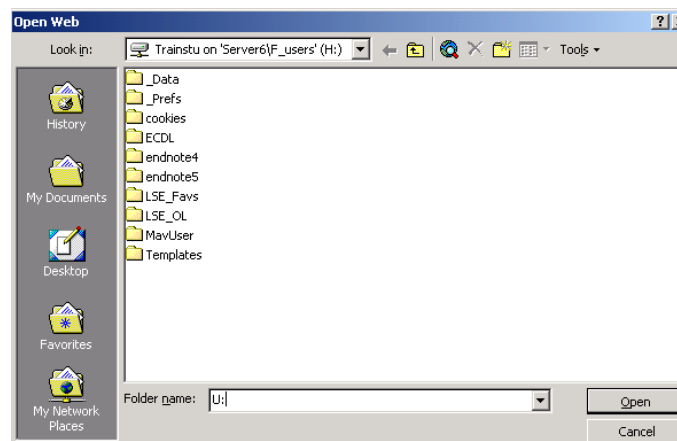 Open Web
Look in: Trainstu on 'Server6\F_users' (H:) Tools
_Data
_Prefs
cookies
ECDL
endnote4
endnote5
LSE_Favs
LSE_OL
MavUser
Templates
History
My Documents
Desktop
Favorites
My Network
Places
Folder name: U:
Open
Cancel